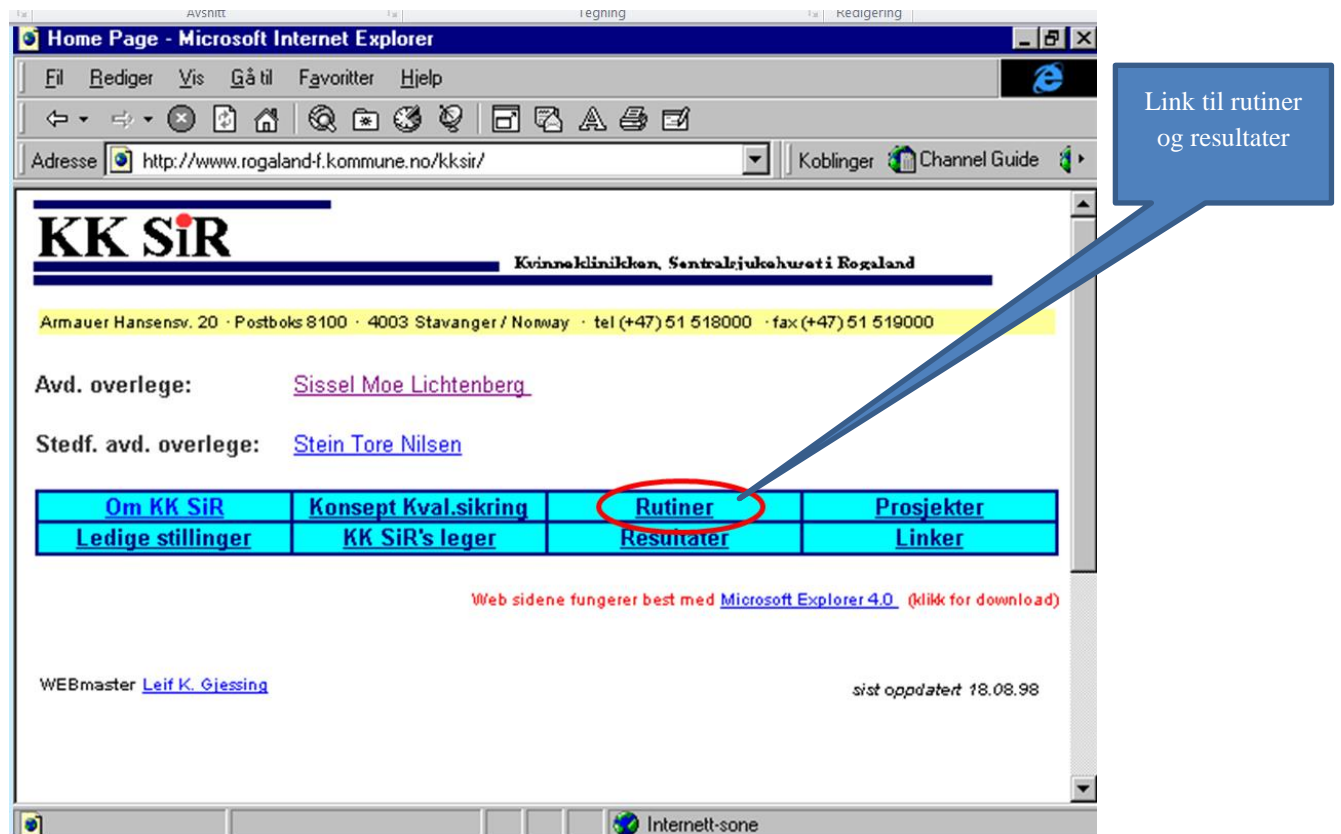 Avsnitt Tegning Redigering
Home Page - Microsoft Internet Explorer
Fil Rediger Vis Gå til Favoritter Hjelp
Adresse http://www.rogaland-f.kommune.no/kksir/ Koblinger Channel Guide
Link til rutiner
og resultater
KK SiR
Kvinneklinikken, Sentralsjukehuset i Rogaland
Armauer Hansensv. 20 · Postboks 8100 · 4003 Stavanger / Norway · tel (+47) 51 518000 · fax (+47) 51 519000
Avd. overlege: Sissel Moe Lichtenberg
Stedf. avd. overlege: Stein Tore Nilsen
Om KK SiR Konsept Kval.sikring Rutiner Prosjekter
Ledige stillinger KK SiR's leger Resultater Linker
Web sidene fungerer best med Microsoft Explorer 4.0 (klikk for download)
WEBmaster Leif K. Gjessing sist oppdatert 18.08.98
Internett-sone